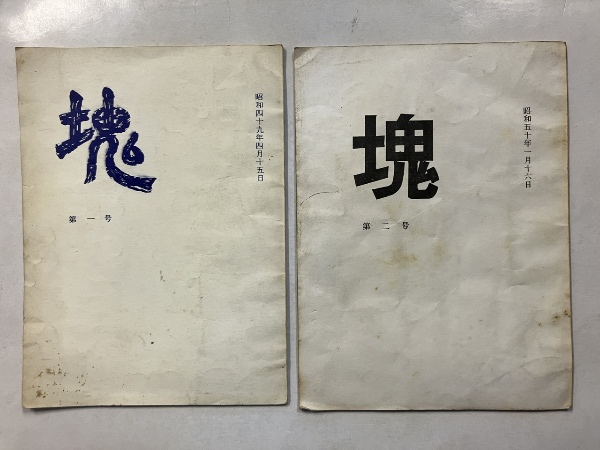 昭和四十九年四月十五日
塊
第一号
昭和五十年一月十六日
塊
第二号